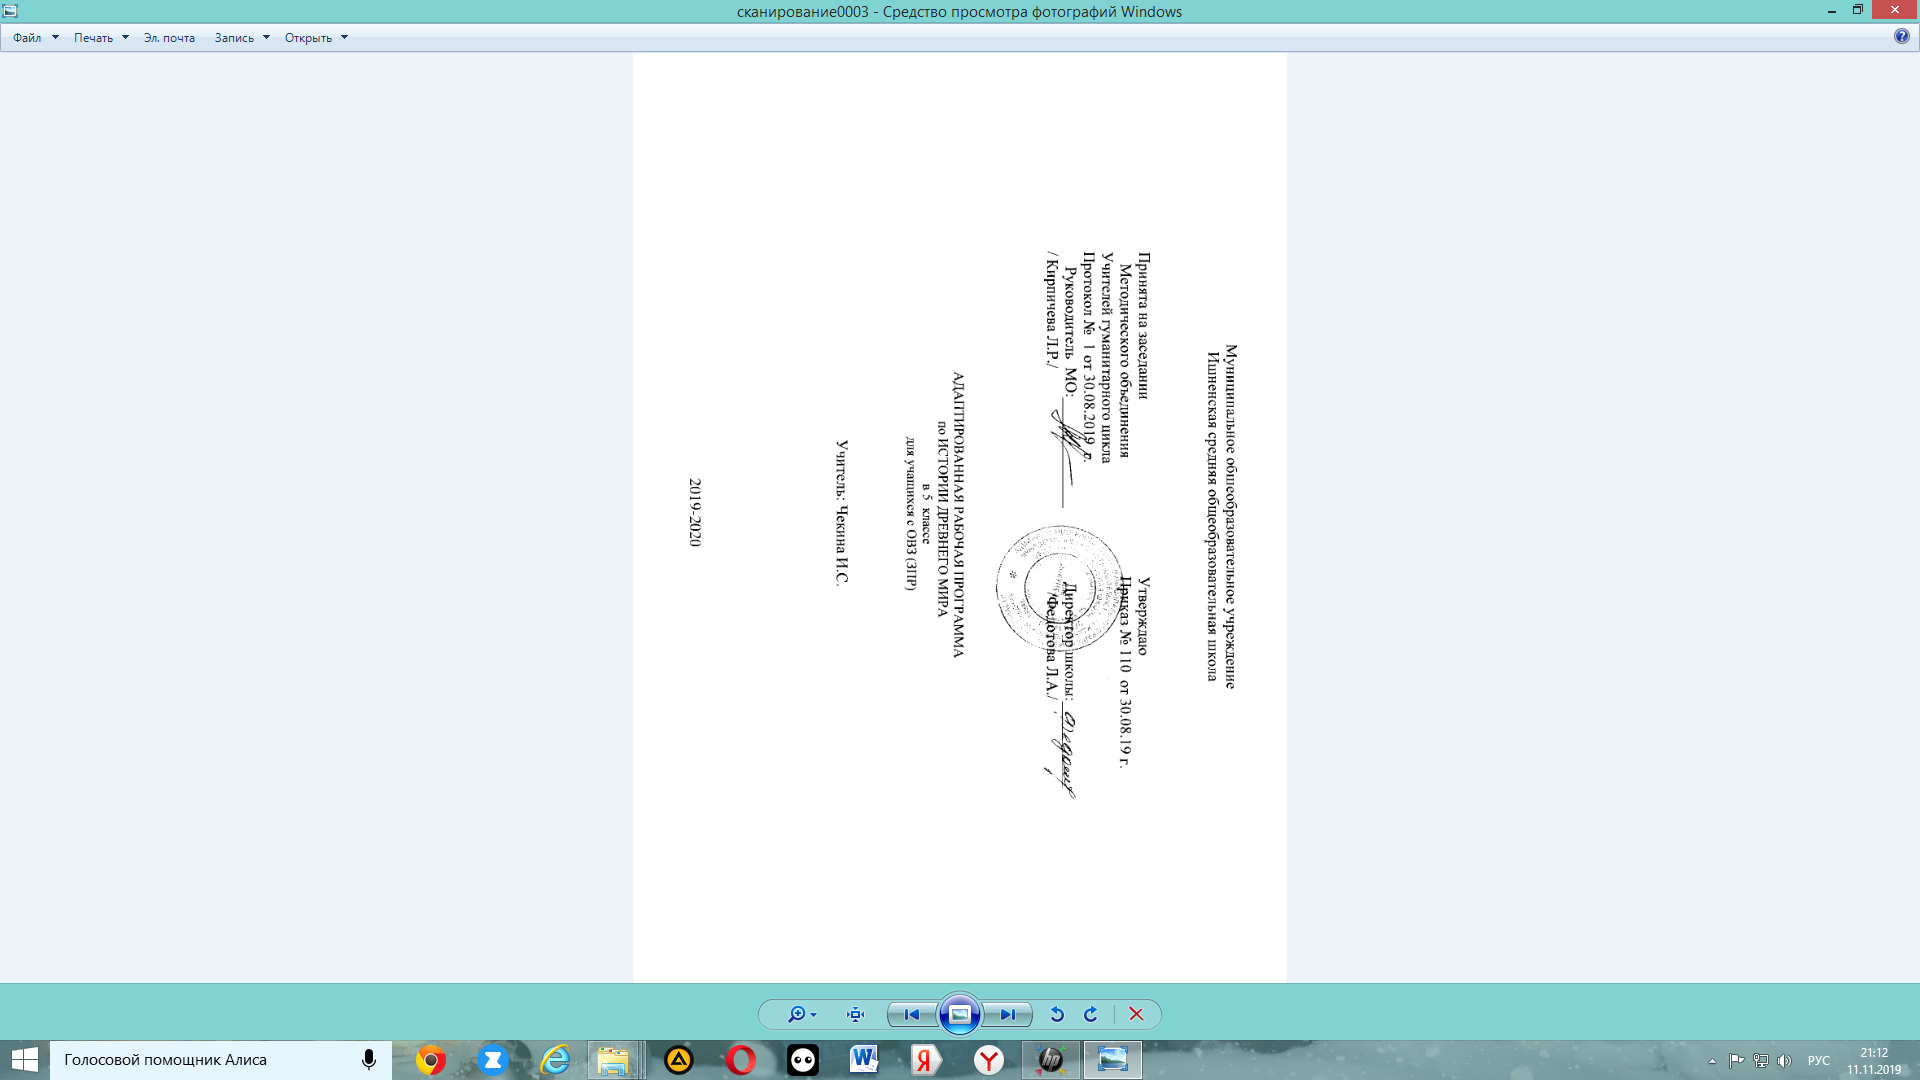 сканирование0003 - Средство просмотра фотографий Windows
Файл Печать Эл. почта Запись Открыть
Муниципальное общеобразовательное учреждение
Ишненская средняя общеобразовательная школа
Принята на заседании
Методического объединения
Учителей гуманитарного цикла
Протокол № 1 от 30.08.2019 г.
Руководитель МО:
/ Кирпичева Л.Р./
Утверждаю
Приказ № 110 от 30.08.19 г.
Директор школы:
/Федотова Л.А./
АДАПТИРОВАННАЯ РАБОЧАЯ ПРОГРАММА
по ИСТОРИИ ДРЕВНЕГО МИРА
в 5 классе
для учащихся с ОВЗ (ЗПР)
Учитель: Чекина И.С.
2019-2020
Голосовой помощник Алиса
РУС
21:12
11.11.2019